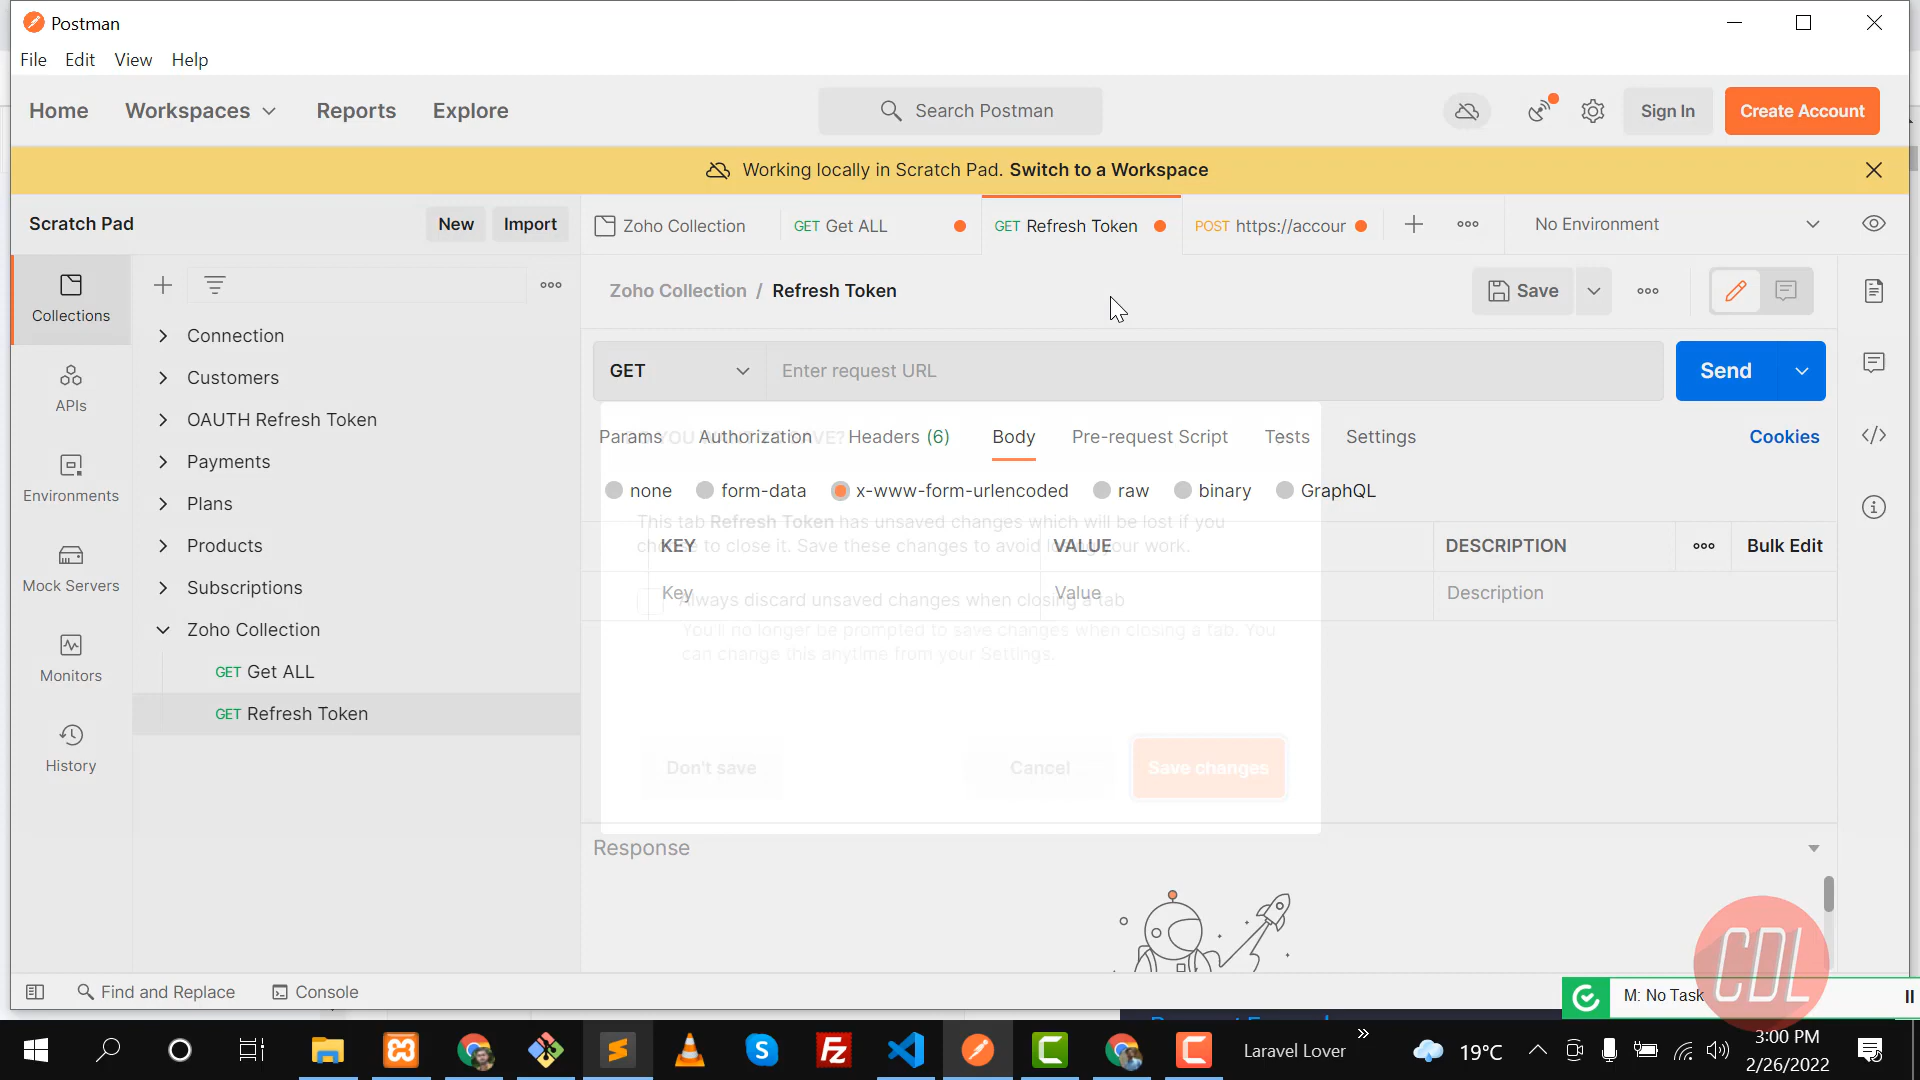 Postman
File Edit View Help
Home Workspaces Reports Explore Search Postman Sign In Create Account
Working locally in Scratch Pad. Switch to a Workspace
Scratch Pad New Import Zoho Collection GET Get ALL GET Refresh Token POST https://accour No Environment
Zoho Collection / Refresh Token Save
Collections
Connection
Customers
OAUTH Refresh Token
Payments
Plans
Products
Subscriptions
Zoho Collection
GET Get ALL
GET Refresh Token
APIs
Environments
Mock Servers
Monitors
History
GET Enter request URL Send
Params Authorization Headers (6) Body Pre-request Script Tests Settings Cookies
none form-data x-www-form-urlencoded raw binary GraphQL
This tab Refresh Token has unsaved changes which will be lost if you
to close it. Save these changes to avoid your work.
KEY VALUE DESCRIPTION Bulk Edit
Key Value Description
Always discard unsaved changes when closing a tab
You'll no longer be prompted to save changes when closing a tab. You
can change this anytime from your Settings.
Don't save Cancel Save changes
Response
Find and Replace Console
M: No Task
CDL
Laravel Lover 19°C 3:00 PM
2/26/2022